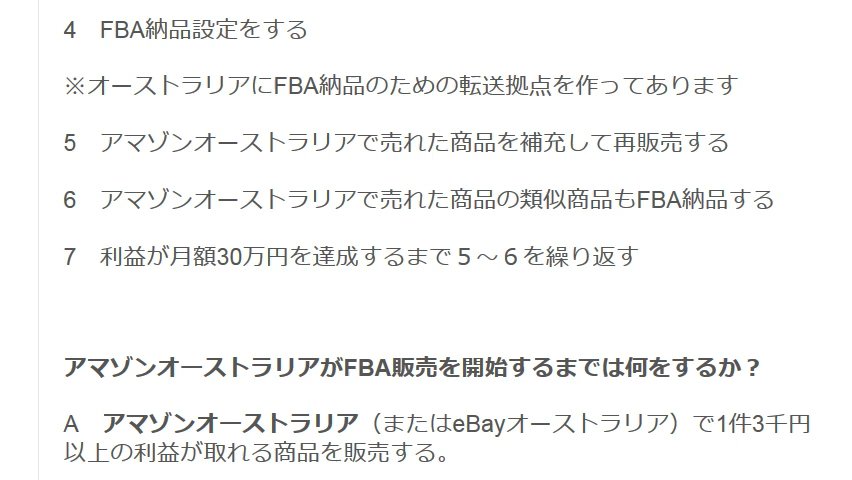 4　FBA納品設定をする
※オーストラリアにFBA納品のための転送拠点を作ってあります
5　アマゾンオーストラリアで売れた商品を補充して再販売する
6　アマゾンオーストラリアで売れた商品の類似商品もFBA納品する
7　利益が月額30万円を達成するまで５～６を繰り返す
アマゾンオーストラリアがFBA販売を開始するまでは何をするか？
A　アマゾンオーストラリア（またはeBayオーストラリア）で1件3千円
以上の利益が取れる商品を販売する。